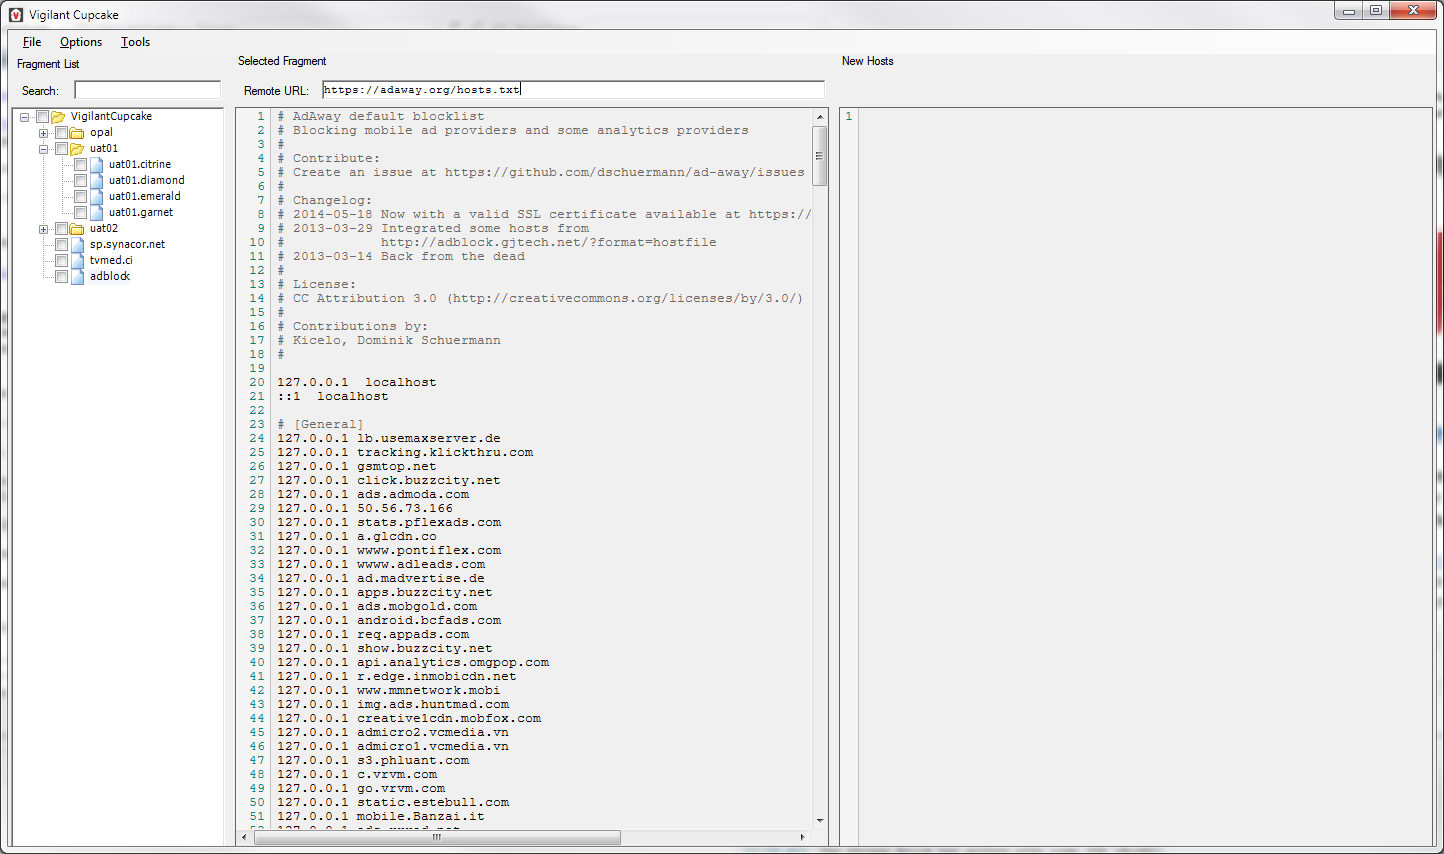 Vigilant Cupcake
File Options Tools
Fragment List
Search:
VigilantCupcake
opal
uat01
uat01.citrine
uat01.diamond
uat01.emerald
uat01.garnet
uat02
sp.synacor.net
tvmed.ci
adblock
Selected Fragment
Remote URL: https://adaway.org/hosts.txt
1 # AdAway default blocklist
2 # Blocking mobile ad providers and some analytics providers
3 #
4 # Contribute:
5 # Create an issue at https://github.com/dschuermann/ad-away/issues
6 #
7 # Changelog:
8 # 2014-05-18 Now with a valid SSL certificate available at https://
9 # 2013-03-29 Integrated some hosts from
10 # http://adblock.gjtech.net/?format=hostfile
11 # 2013-03-14 Back from the dead
12 #
13 # License:
14 # CC Attribution 3.0 (http://creativecommons.org/licenses/by/3.0/)
15 #
16 # Contributions by:
17 # Kicelo, Dominik Schuermann
18 #
19
20 127.0.0.1 localhost
21 ::1 localhost
22
23 # [General]
24 127.0.0.1 lb.usemaxserver.de
25 127.0.0.1 tracking.klickthru.com
26 127.0.0.1 gsmtop.net
27 127.0.0.1 click.buzzcity.net
28 127.0.0.1 ads.admoda.com
29 127.0.0.1 50.56.73.166
30 127.0.0.1 stats.pflexads.com
31 127.0.0.1 a.glcdn.co
32 127.0.0.1 wwww.pontiflex.com
33 127.0.0.1 wwww.adleads.com
34 127.0.0.1 ad.madvertise.de
35 127.0.0.1 apps.buzzcity.net
36 127.0.0.1 ads.mobgold.com
37 127.0.0.1 android.bcfads.com
38 127.0.0.1 req.appads.com
39 127.0.0.1 show.buzzcity.net
40 127.0.0.1 api.analytics.omgpop.com
41 127.0.0.1 r.edge.inmobicdn.net
42 127.0.0.1 www.mmnetwork.mobi
43 127.0.0.1 img.ads.huntmad.com
44 127.0.0.1 creative1cdn.mobfox.com
45 127.0.0.1 admicro2.vcmedia.vn
46 127.0.0.1 admicro1.vcmedia.vn
47 127.0.0.1 s3.phluant.com
48 127.0.0.1 c.vrvm.com
49 127.0.0.1 go.vrvm.com
50 127.0.0.1 static.estebull.com
51 127.0.0.1 mobile.Banzai.it
New Hosts
1